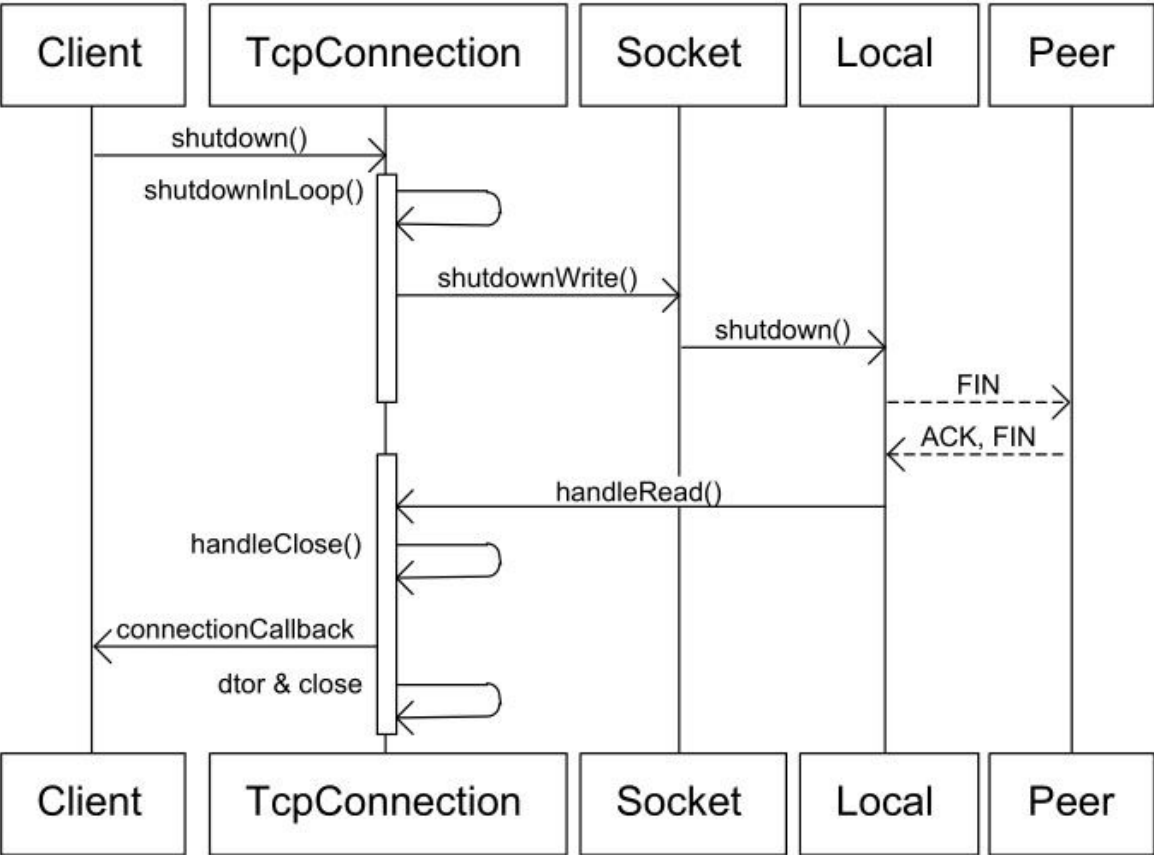 Client
TcpConnection
Socket
Local
Peer
shutdown()
shutdownInLoop()
shutdownWrite()
shutdown()
FIN
ACK, FIN
handleRead()
handleClose()
connectionCallback
dtor & close
Client
TcpConnection
Socket
Local
Peer